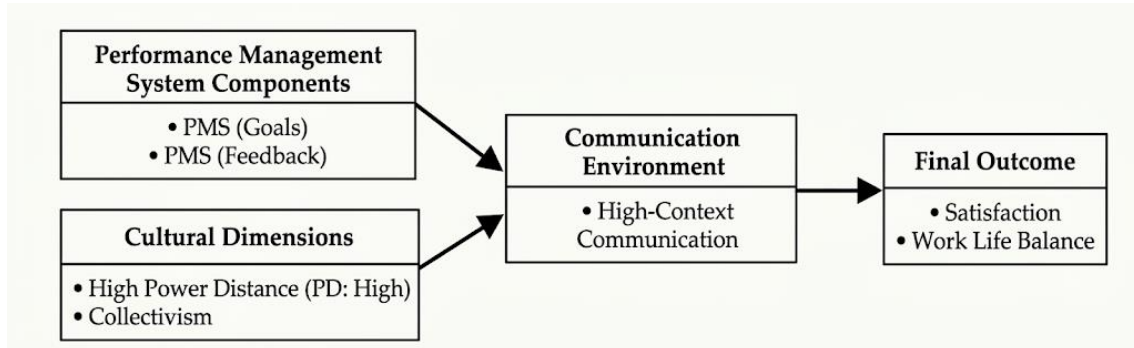 Performance Management
System Components
• PMS (Goals)
• PMS (Feedback)
Cultural Dimensions
• High Power Distance (PD: High)
• Collectivism
Communication
Environment
• High-Context
Communication
Final Outcome
• Satisfaction
• Work Life Balance